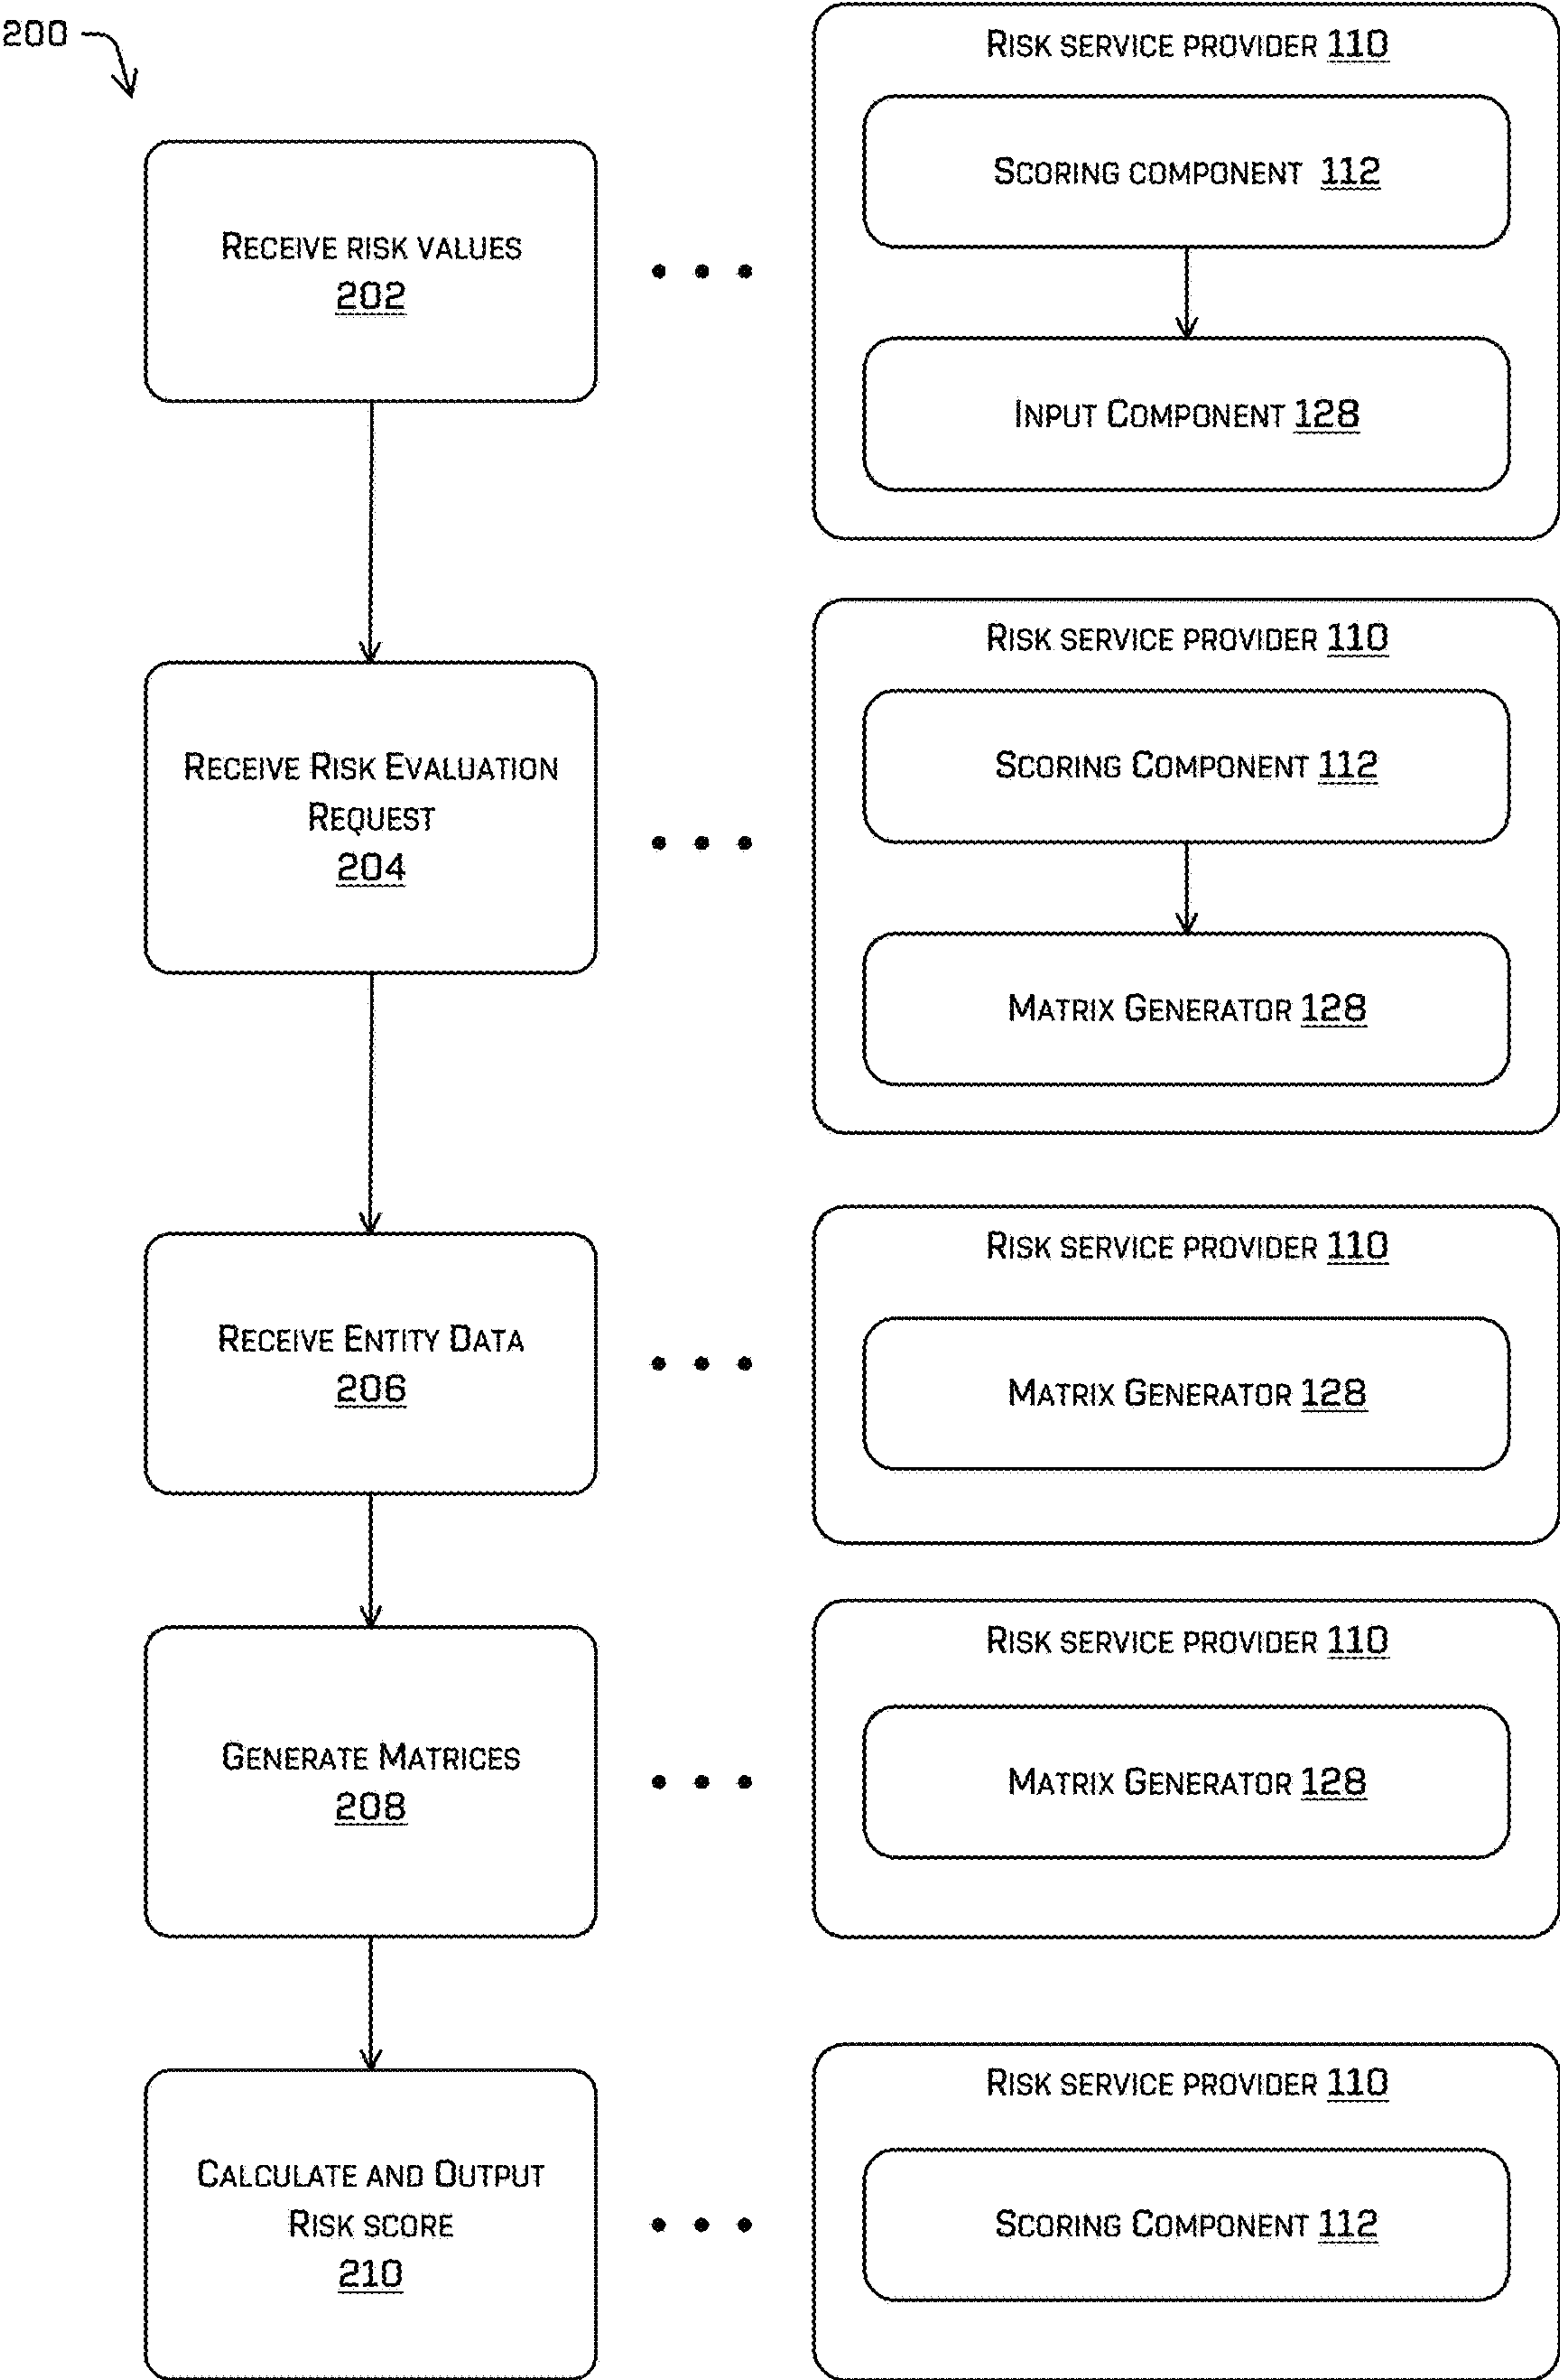 200
Risk service provider 110
Scoring component 112
Receive risk values
202
Input Component 128
Risk service provider 110
Receive Risk Evaluation
Request
204
Scoring Component 112
Matrix Generator 128
Risk service provider 110
Receive Entity Data
206
Matrix Generator 128
Risk service provider 110
Generate Matrices
208
Matrix Generator 128
Risk service provider 110
Calculate and Output
Risk score
210
Scoring Component 112